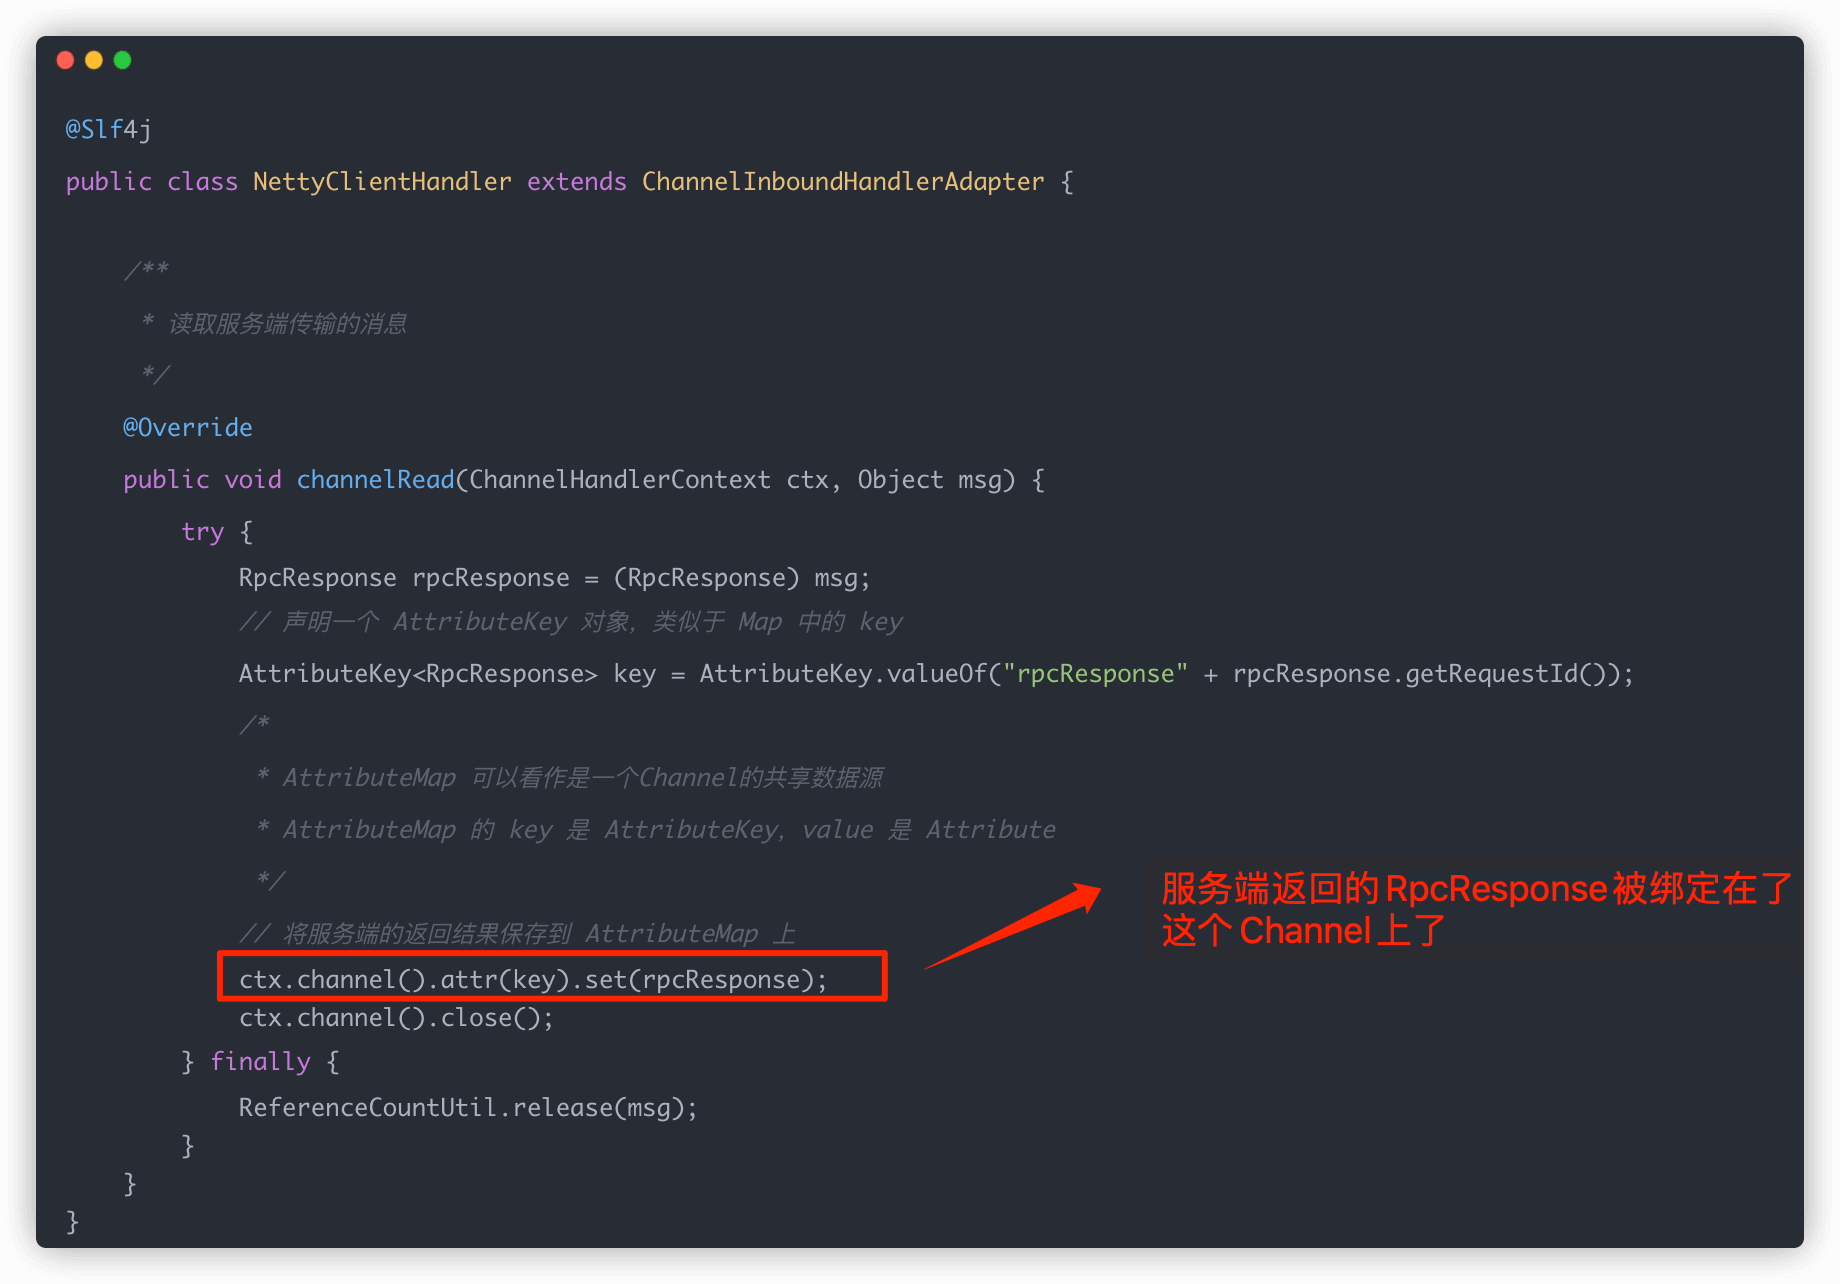 @Slf4j
public class NettyClientHandler extends ChannelInboundHandlerAdapter {
/**
* 读取服务端传输的消息
*/
@Override
public void channelRead(ChannelHandlerContext ctx, Object msg) {
try {
RpcResponse rpcResponse = (RpcResponse) msg;
// 声明一个 AttributeKey 对象，类似于 Map 中的 key
AttributeKey<RpcResponse> key = AttributeKey.valueOf("rpcResponse" + rpcResponse.getRequestId());
/*
* AttributeMap 可以看作是一个Channel的共享数据源
* AttributeMap 的 key 是 AttributeKey，value 是 Attribute
*/
// 将服务端的返回结果保存到 AttributeMap 上
ctx.channel().attr(key).set(rpcResponse);
ctx.channel().close();
} finally {
ReferenceCountUtil.release(msg);
}
}
}
服务端返回的RpcResponse被绑定在了
这个 Channel上了